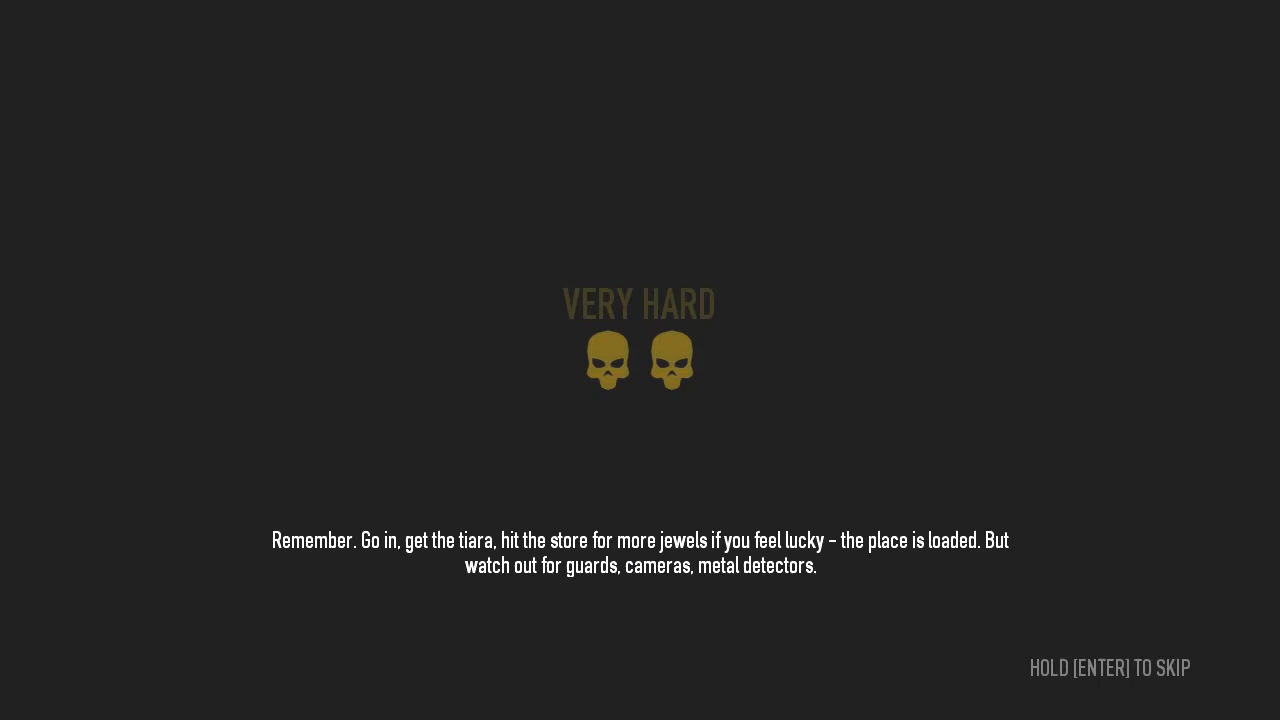 VERY HARD
Remember. Go in, get the tiara, hit the store for more jewels if you feel lucky - the place is loaded. But
watch out for guards, cameras, metal detectors.
HOLD [ENTER] TO SKIP